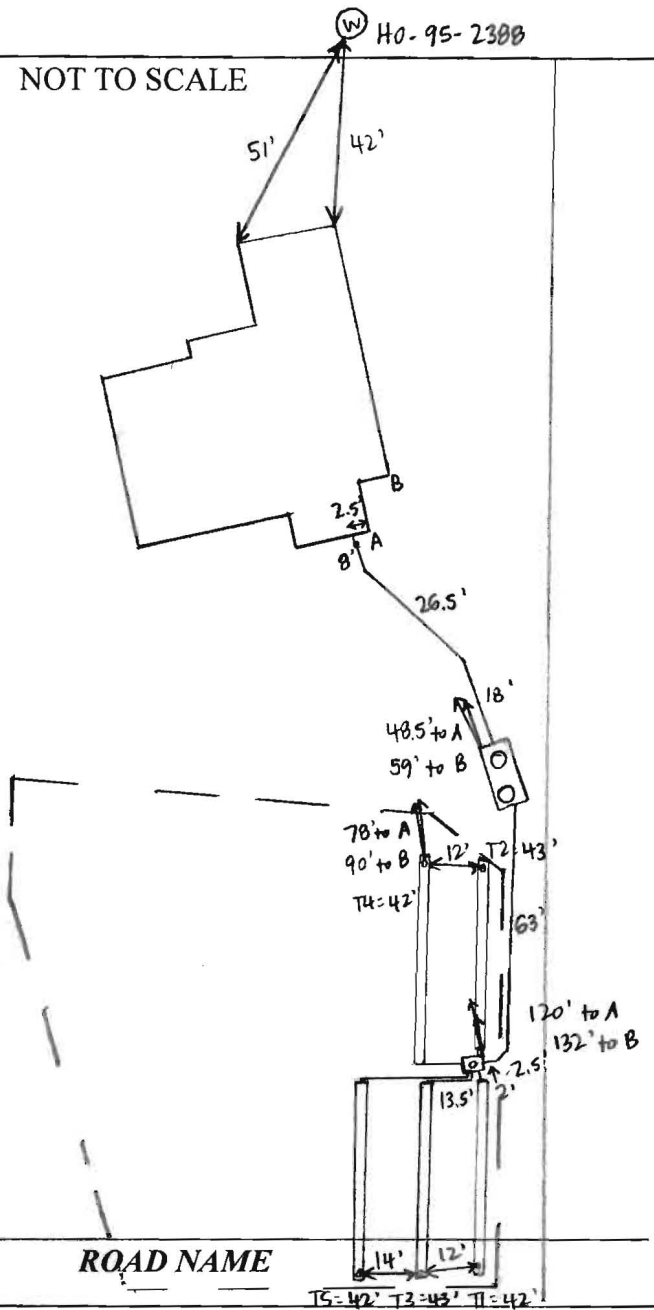 W HO-95-2388
NOT TO SCALE
51'
42'
B
2.5'
A
8'
26.5'
18'
48.5' to A
59' to B
78' to A
90' to B
12'
T2=43'
T4=42'
63'
120' to A
132' to B
2.5'
13.5'
2'
ROAD NAME
14'
12'
T5=42' T3=43' T1=42'